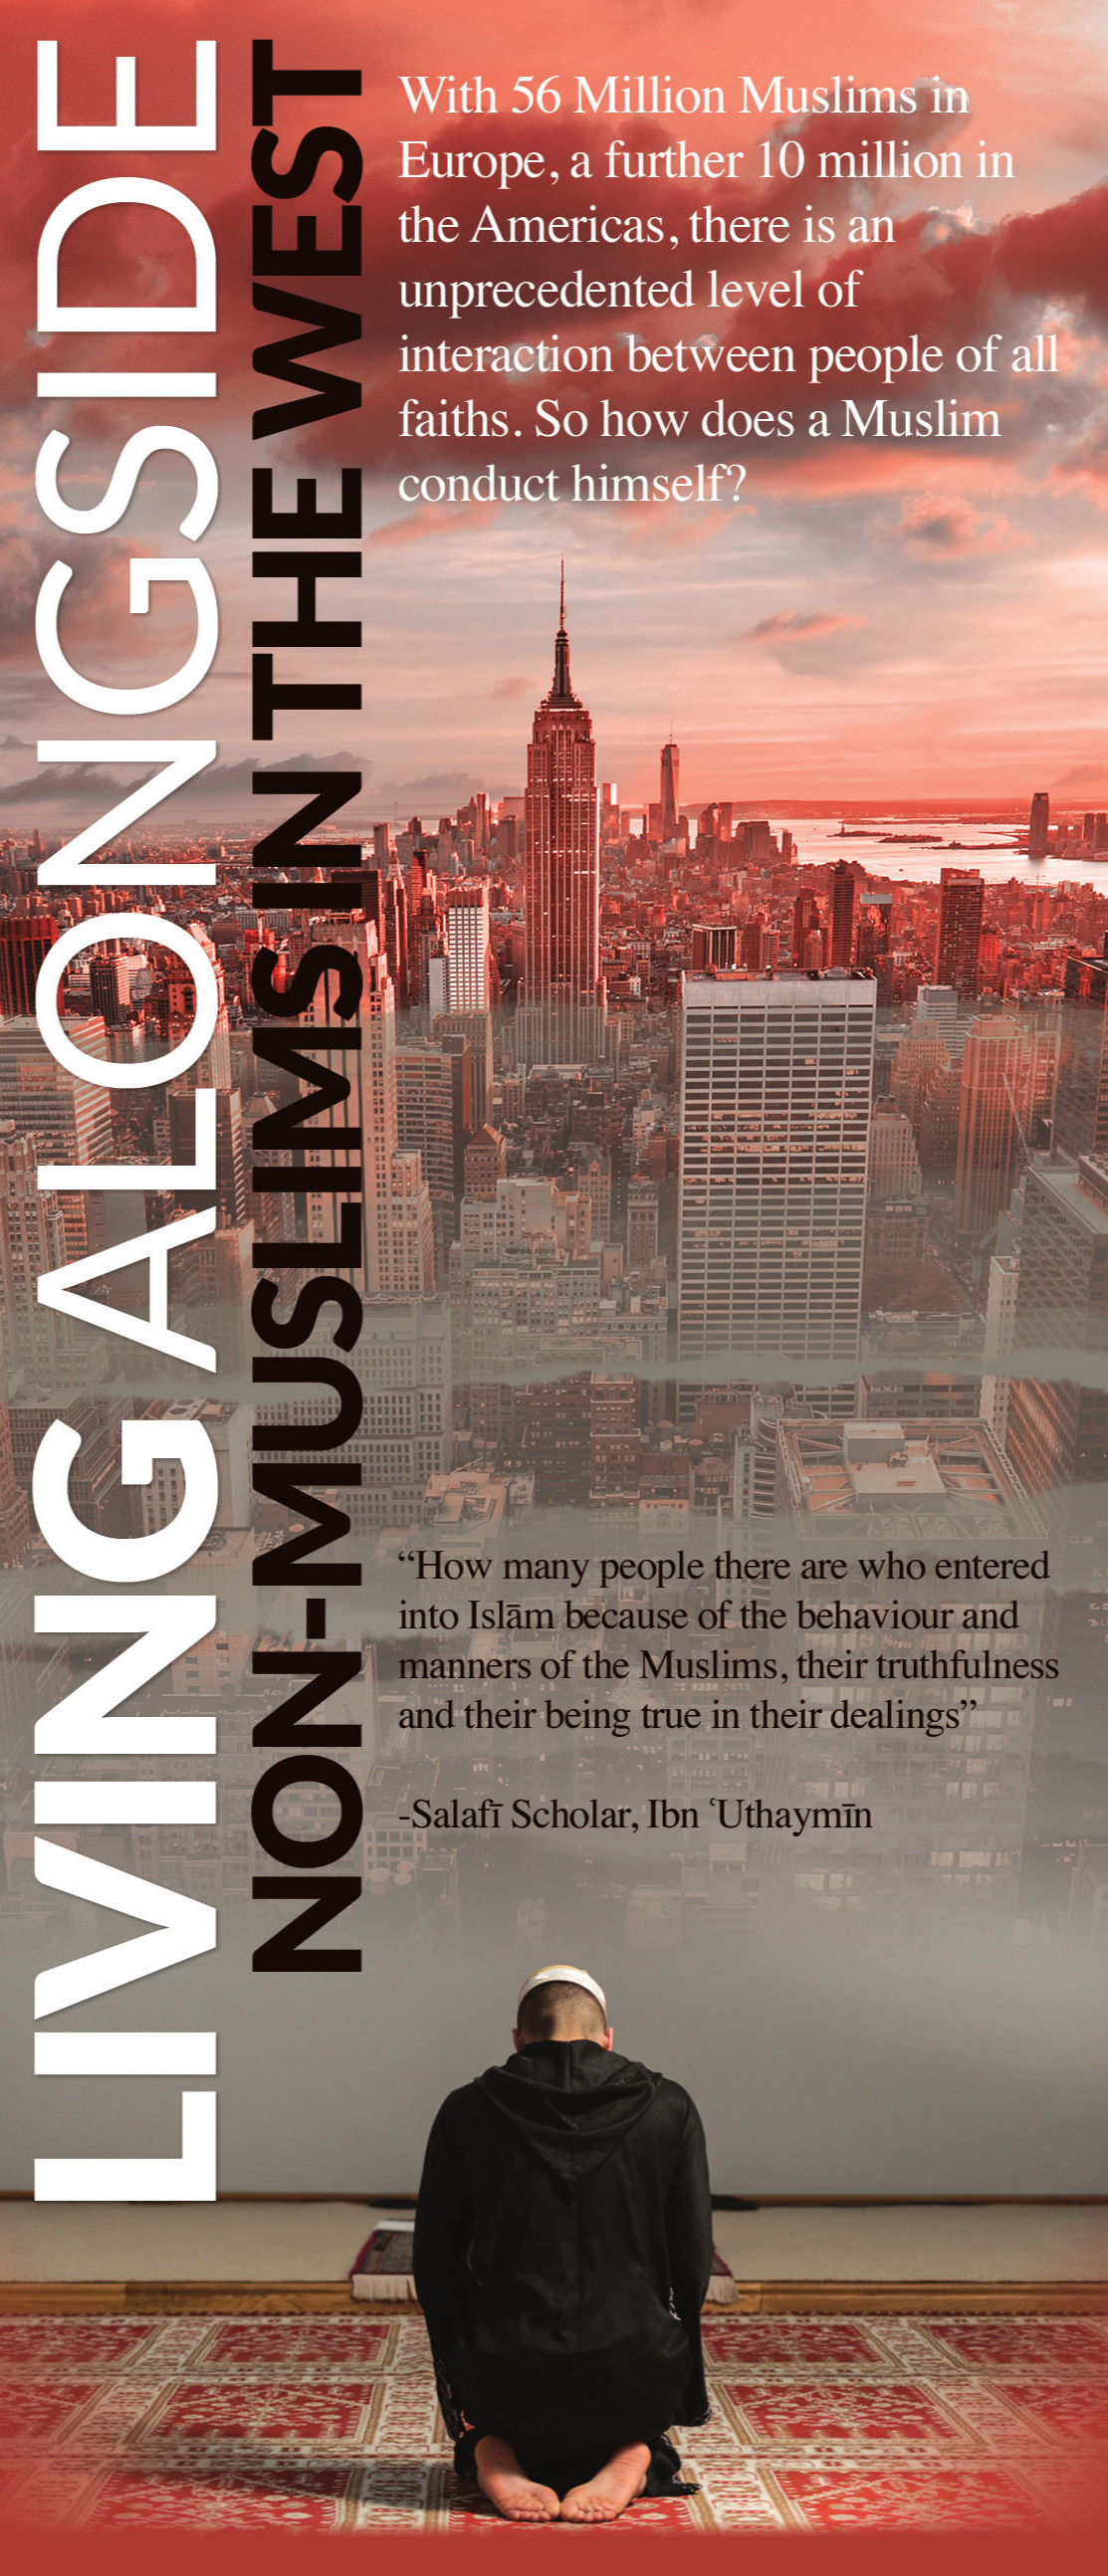 LIVING ALONGSIDE
NON-MUSLIMS IN THE WEST
With 56 Million Muslims in
Europe, a further 10 million in
the Americas, there is an
unprecedented level of
interaction between people of all
faiths. So how does a Muslim
conduct himself?
“How many people there are who entered
into Islām because of the behaviour and
manners of the Muslims, their truthfulness
and their being true in their dealings”
-Salafī Scholar, Ibn ʿUthaymīn